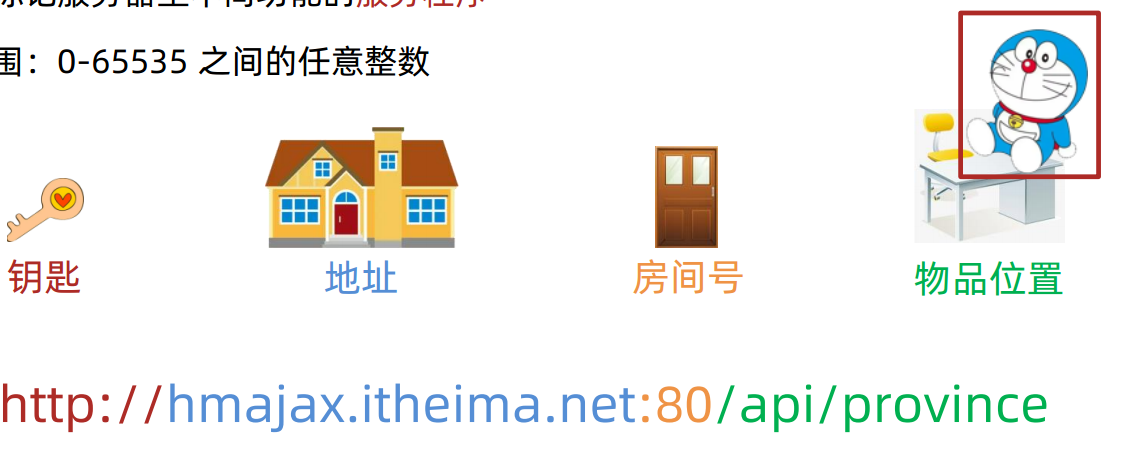 标记服务器上不同功能的服务程序
围：0-65535 之间的任意整数
钥匙
地址
房间号
物品位置
http://hmajax.itheima.net:80/api/province